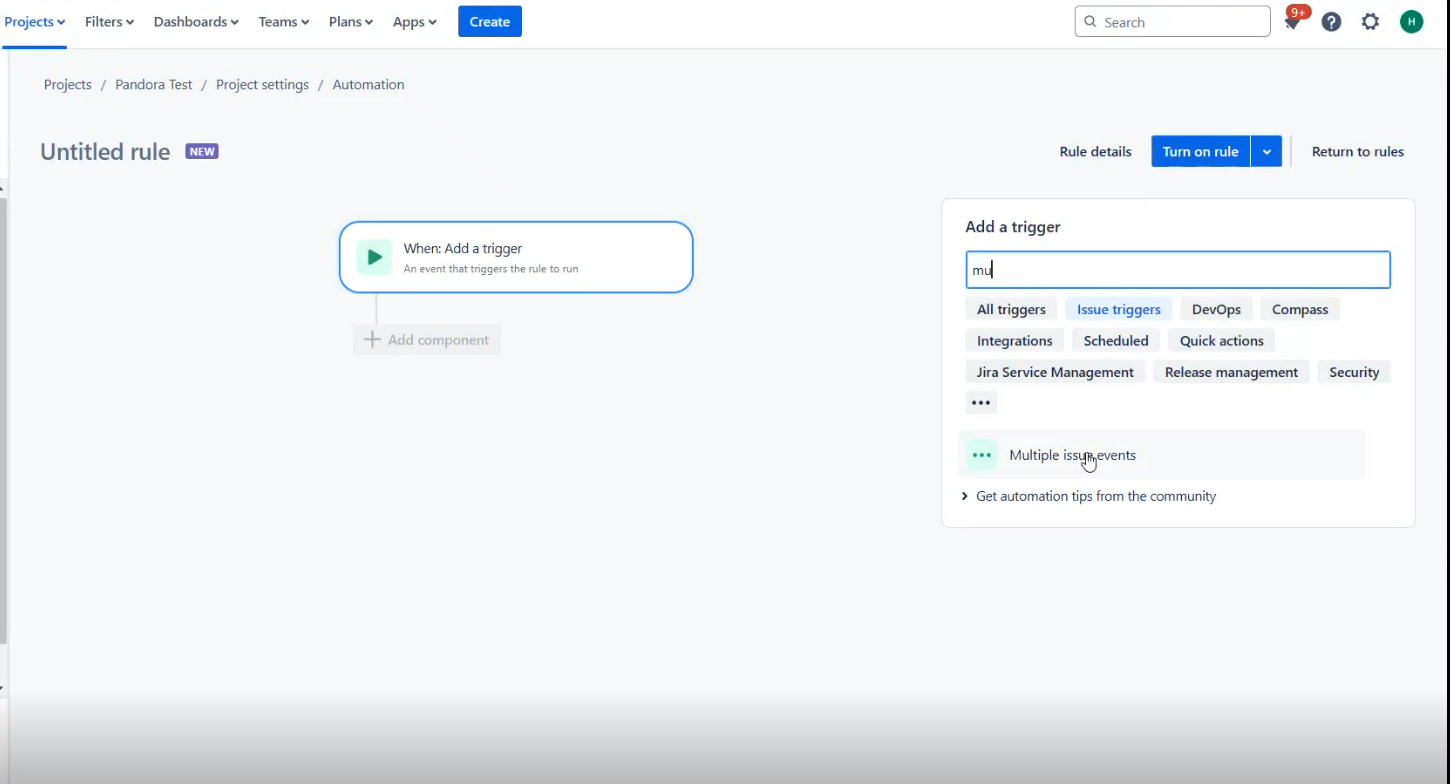 Projects Filters Dashboards Teams Plans Apps Create Search 9+ H
Projects / Pandora Test / Project settings / Automation
Untitled rule NEW
Rule details Turn on rule Return to rules
When: Add a trigger
An event that triggers the rule to run
Add component
Add a trigger
mu
All triggers Issue triggers DevOps Compass
Integrations Scheduled Quick actions
Jira Service Management Release management Security
Multiple issue events
Get automation tips from the community